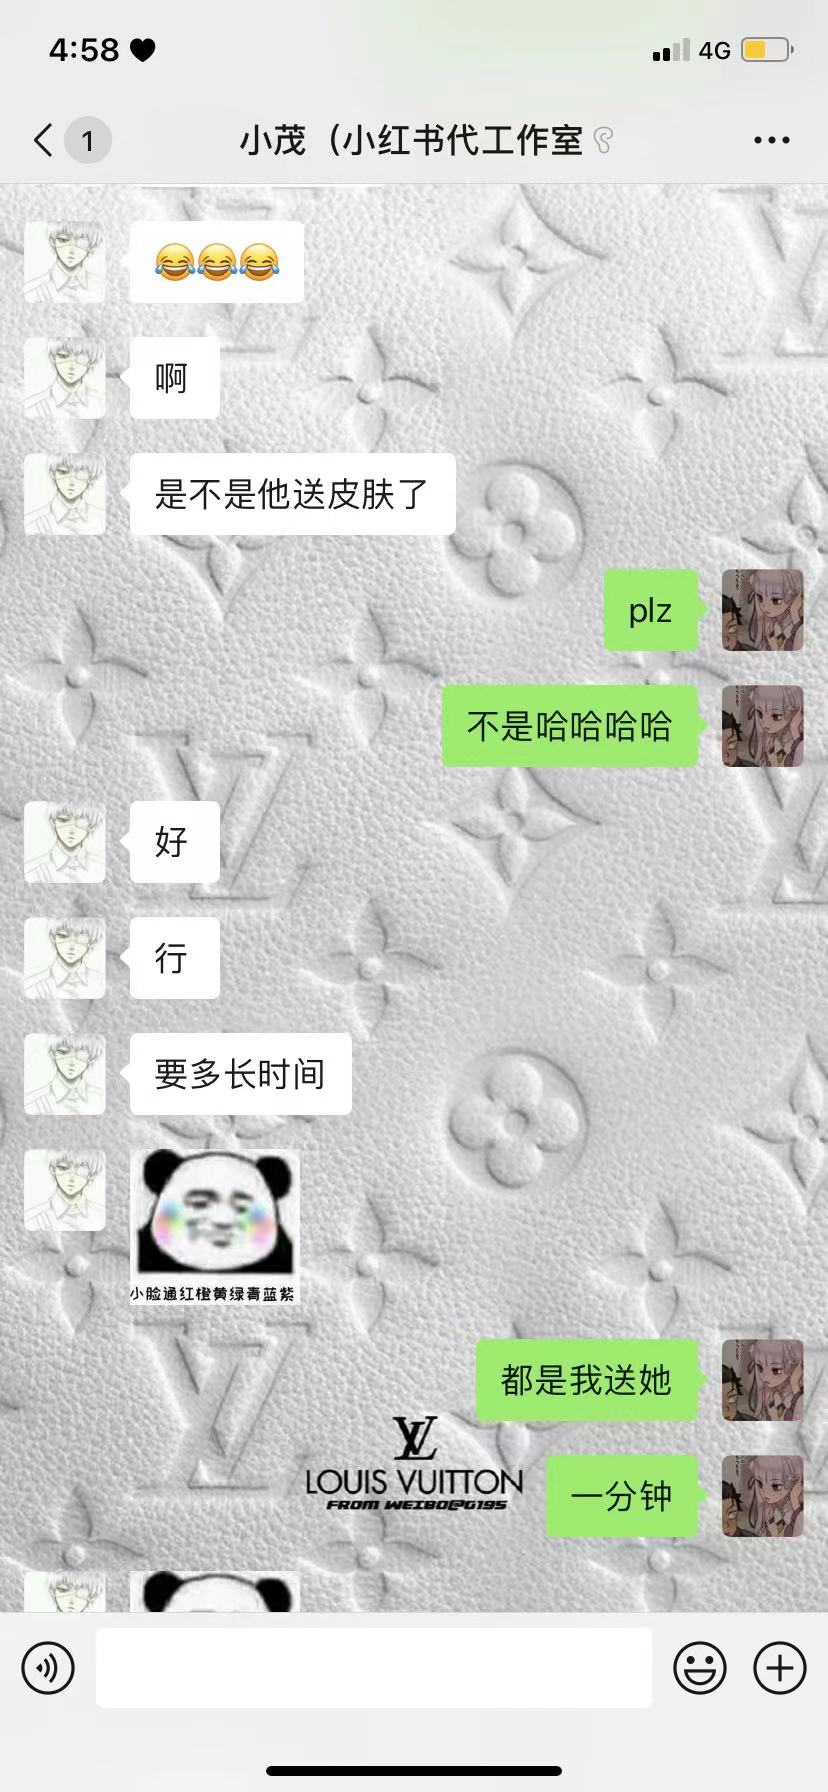 4:58
4G
1
小茂（小红书代工作室
😂😂😂
啊
是不是他送皮肤了
plz
不是哈哈哈哈
好
行
要多长时间
小脸通红橙黄绿青蓝紫
都是我送她
LV
LOUIS VUITTON
FROM WEIBO@G195
一分钟